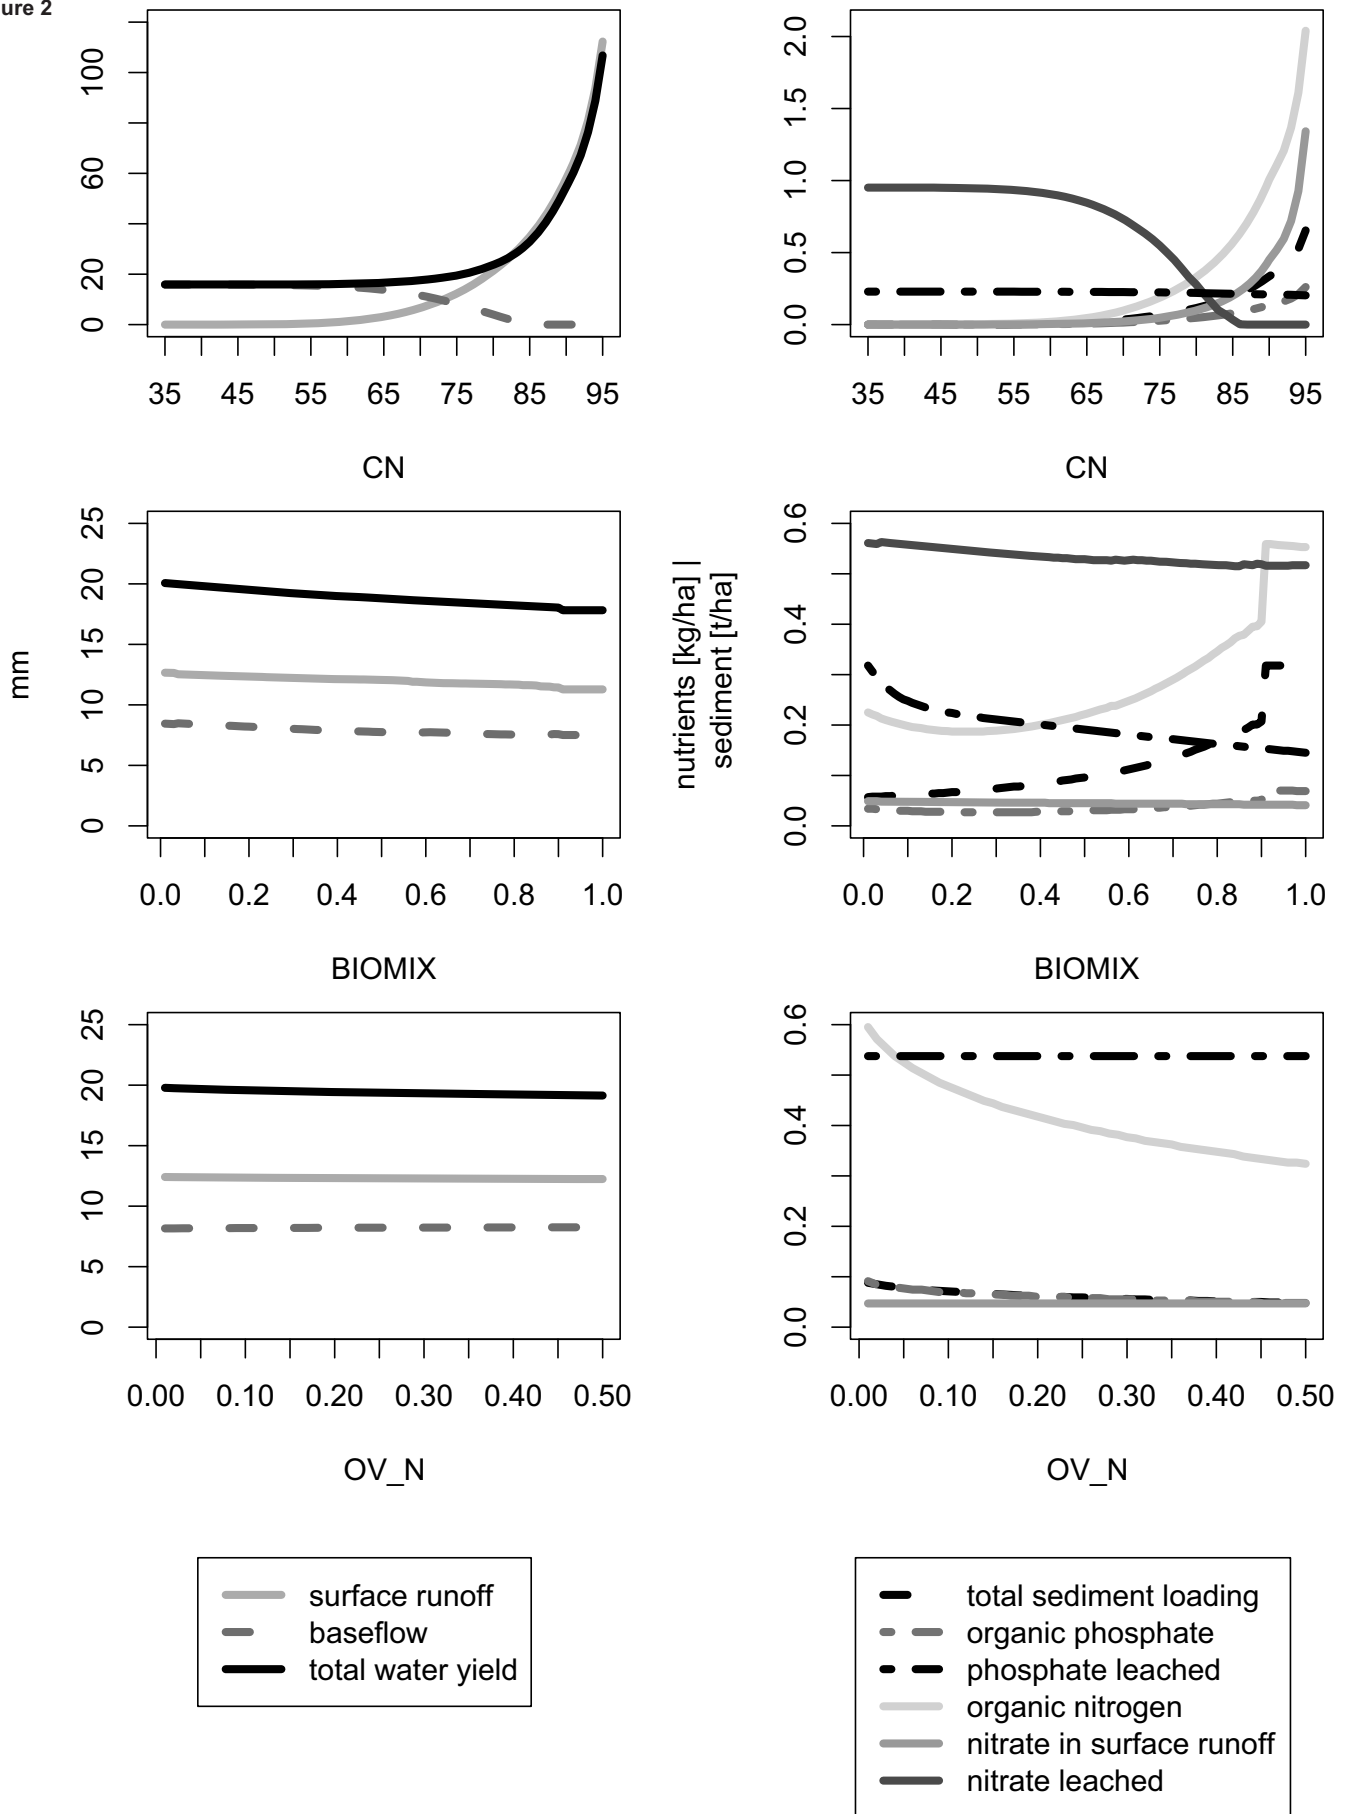 ure 2
0 20 60 100
35 45 55 65 75 85 95
CN
0.0 0.5 1.0 1.5 2.0
35 45 55 65 75 85 95
CN
mm
0 5 10 15 20 25
0.0 0.2 0.4 0.6 0.8 1.0
BIOMIX
nutrients [kg/ha] |
sediment [t/ha]
0.0 0.2 0.4 0.6
0.0 0.2 0.4 0.6 0.8 1.0
BIOMIX
0 5 10 15 20 25
0.00 0.10 0.20 0.30 0.40 0.50
OV_N
0.0 0.2 0.4 0.6
0.00 0.10 0.20 0.30 0.40 0.50
OV_N
surface runoff
baseflow
total water yield
total sediment loading
organic phosphate
phosphate leached
organic nitrogen
nitrate in surface runoff
nitrate leached